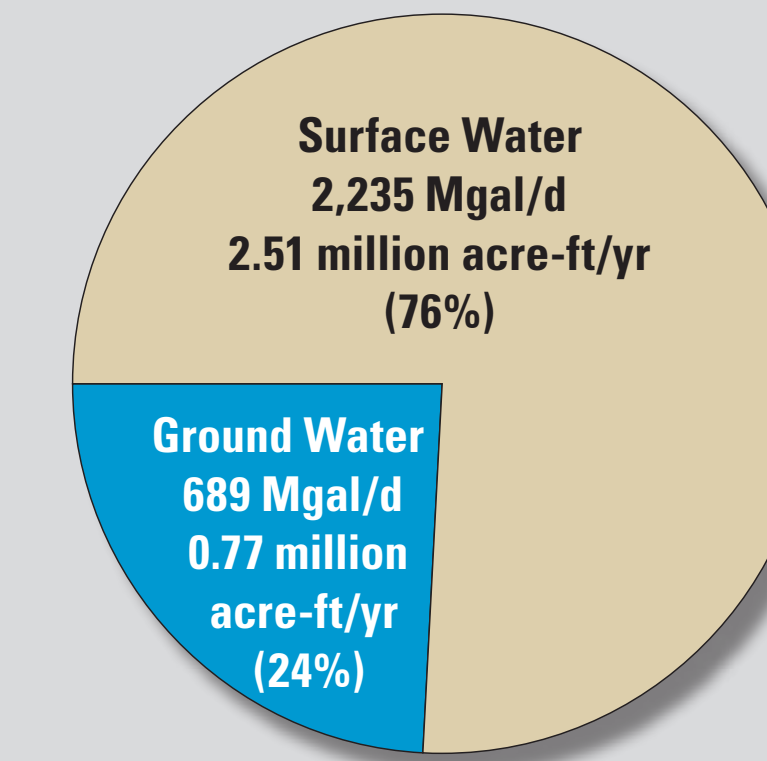 Surface Water
2,235 Mgal/d
2.51 million acre-ft/yr
(76%)
Ground Water
689 Mgal/d
0.77 million
acre-ft/yr
(24%)